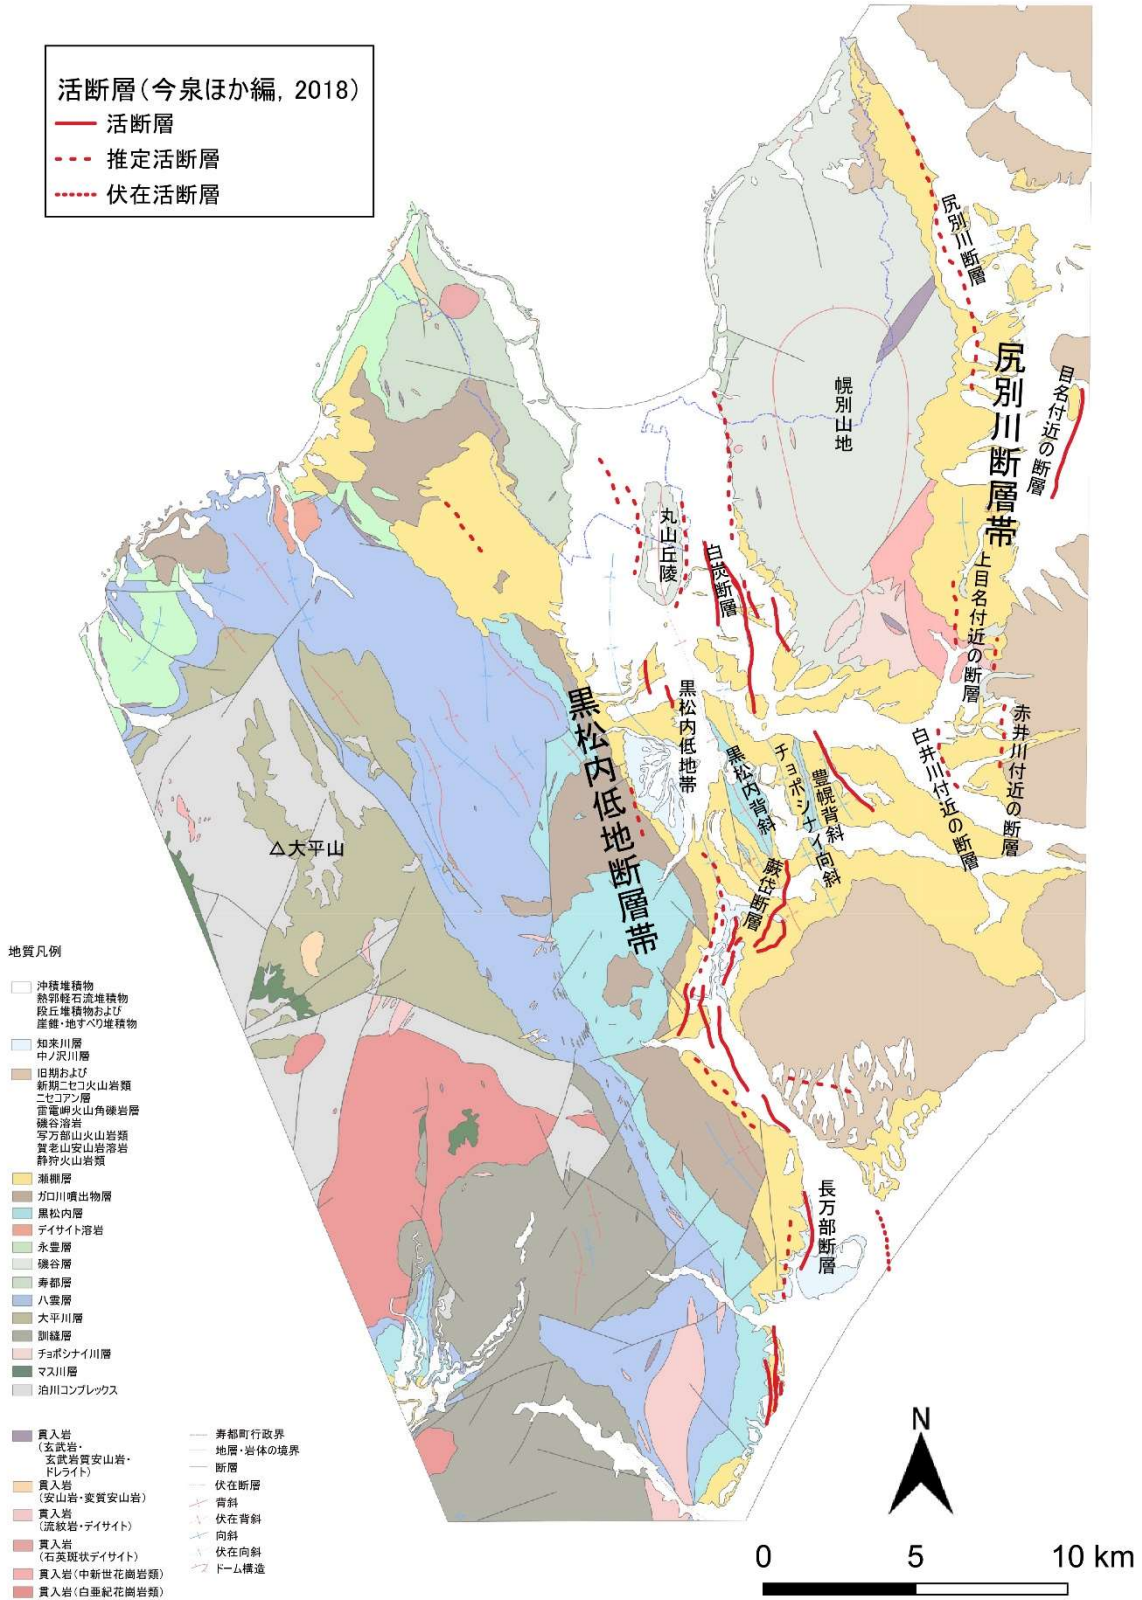 活断層(今泉ほか編, 2018)
活断層
推定活断層
伏在活断層
尻別川断層
尻別川断層帯
目名付近の断層
幌別山地
丸山丘陵
白炭断層
上目名付近の断層
黒松内低地断層帯
黒松内低地帯
黒松内背斜
チョポシナイ向斜
豊幌背斜
白井川付近の断層
赤井川付近の断層
蕨岱断層
△大平山
長万部断層
地質凡例
沖積堆積物
熱郛軽石流堆積物
段丘堆積物および
崖錐・地すべり堆積物
知来川層
中ノ沢川層
旧期および
新期ニセコ火山岩類
ニセコアン層
雷電岬火山角礫岩層
磯谷溶岩
写万部山火山岩類
賀老山安山岩溶岩
静狩火山岩類
瀬棚層
ガロ川噴出物層
黒松内層
デイサイト溶岩
永豊層
磯谷層
寿都層
八雲層
大平川層
訓縫層
チョポシナイ川層
マス川層
泊川コンプレックス
貫入岩
(玄武岩・
玄武岩質安山岩・
ドレライト)
貫入岩
(安山岩・変質安山岩)
貫入岩
(流紋岩・デイサイト)
貫入岩
(石英斑状デイサイト)
貫入岩(中新世花崗岩類)
貫入岩(白亜紀花崗岩類)
寿都町行政界
地層・岩体の境界
断層
伏在断層
背斜
伏在背斜
向斜
伏在向斜
ドーム構造
N
0 5 10 km